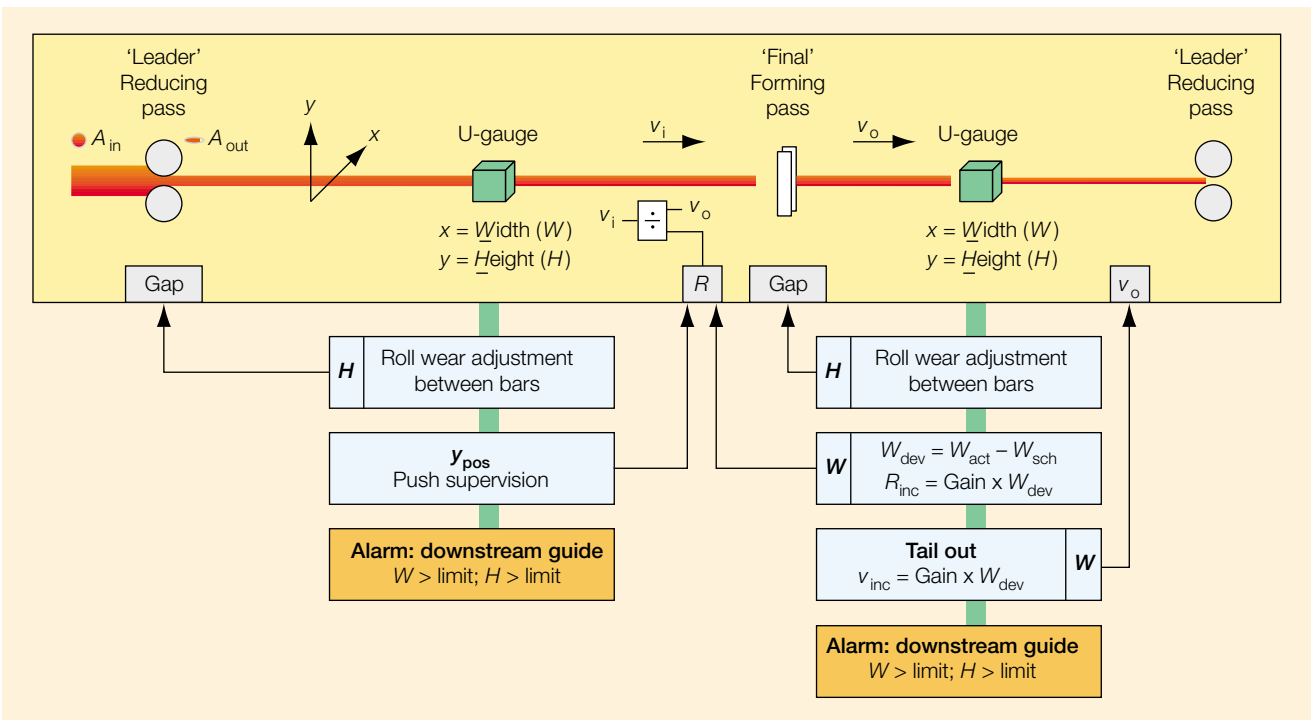 ‘Leader’
Reducing
pass
‘Final’
Forming
pass
‘Leader’
Reducing
pass
A in
A out
y
x
U-gauge
v i
v o
U-gauge
v i
÷
v o
x = Width (W)
y = Height (H)
x = Width (W)
y = Height (H)
Gap
R
Gap
v o
H
Roll wear adjustment
between bars
H
Roll wear adjustment
between bars
y pos
Push supervision
W
W dev = W act – W sch
R inc = Gain x W dev
Alarm: downstream guide
W > limit; H > limit
Tail out
v inc = Gain x W dev
W
Alarm: downstream guide
W > limit; H > limit